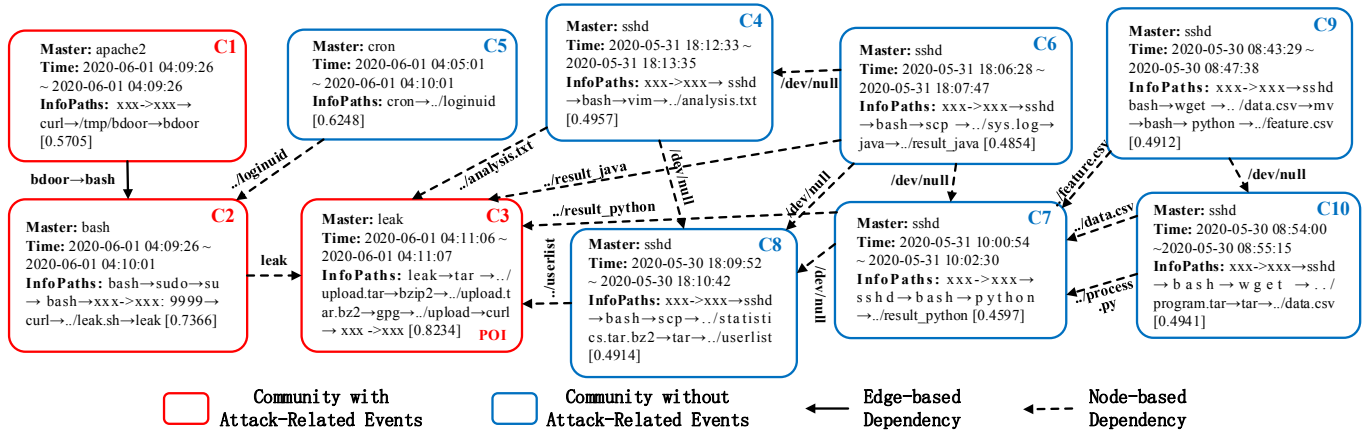 C1
Master: apache2
Time: 2020-06-01 04:09:26
~ 2020-06-01 04:09:26
InfoPaths: xxx->xxx→
curl→/tmp/bdoor→bdoor
[0.5705]
C5
Master: cron
Time: 2020-06-01 04:05:01
~ 2020-06-01 04:10:01
InfoPaths:
cron→../loginuid
[0.6248]
C4
Master: sshd
Time: 2020-05-31 18:12:33 ~
2020-05-31 18:13:35
InfoPaths: xxx->xxx→ sshd
→bash→vim→../analysis.txt
[0.4957]
C6
Master: sshd
Time: 2020-05-31 18:06:28 ~
2020-05-31 18:07:47
InfoPaths: xxx->xxx→sshd
→bash→scp →../sys.log→
java→../result_java [0.4854]
C9
Master: sshd
Time: 2020-05-30 08:43:29 ~
2020-05-30 08:47:38
InfoPaths: xxx->xxx→sshd
bash→wget →../data.csv→mv
→bash→ python →../feature.csv
[0.4912]
bdoor→bash
../loginuid
../analysis.txt
/dev/null
/dev/null
../result_java
/dev/null
/dev/null
../feature.csv
/dev/null
C2
Master: bash
Time: 2020-06-01 04:09:26 ~
2020-06-01 04:10:01
InfoPaths: bash→sudo→su
→ bash→xxx->xxx: 9999→
curl→../leak.sh→leak [0.7366]
leak
C3
Master: leak
Time: 2020-06-01 04:11:06 ~
2020-06-01 04:11:07
InfoPaths: leak→tar →../
upload.tar→bzip2→../upload.t
ar.bz2→gpg→../upload→curl
→ xxx ->xxx [0.8234]
POI
../result_python
../userlist
C8
Master: sshd
Time: 2020-05-30 18:09:52
~ 2020-05-30 18:10:42
InfoPaths: xxx->xxx→sshd
→bash→scp→../statisti
cs.tar.bz2→tar→../userlist
[0.4914]
/dev/null
C7
Master: sshd
Time: 2020-05-31 10:00:54
~ 2020-05-31 10:02:30
InfoPaths: xxx->xxx→
sshd→bash→python
→../result_python [0.4597]
../data.csv
../process
.py
C10
Master: sshd
Time: 2020-05-30 08:54:00
~2020-05-30 08:55:15
InfoPaths: xxx->xxx→sshd
→bash→wget →../
program.tar→tar→../data.csv
[0.4941]
Community with
Attack-Related Events
Community without
Attack-Related Events
Edge-based
Dependency
Node-based
Dependency